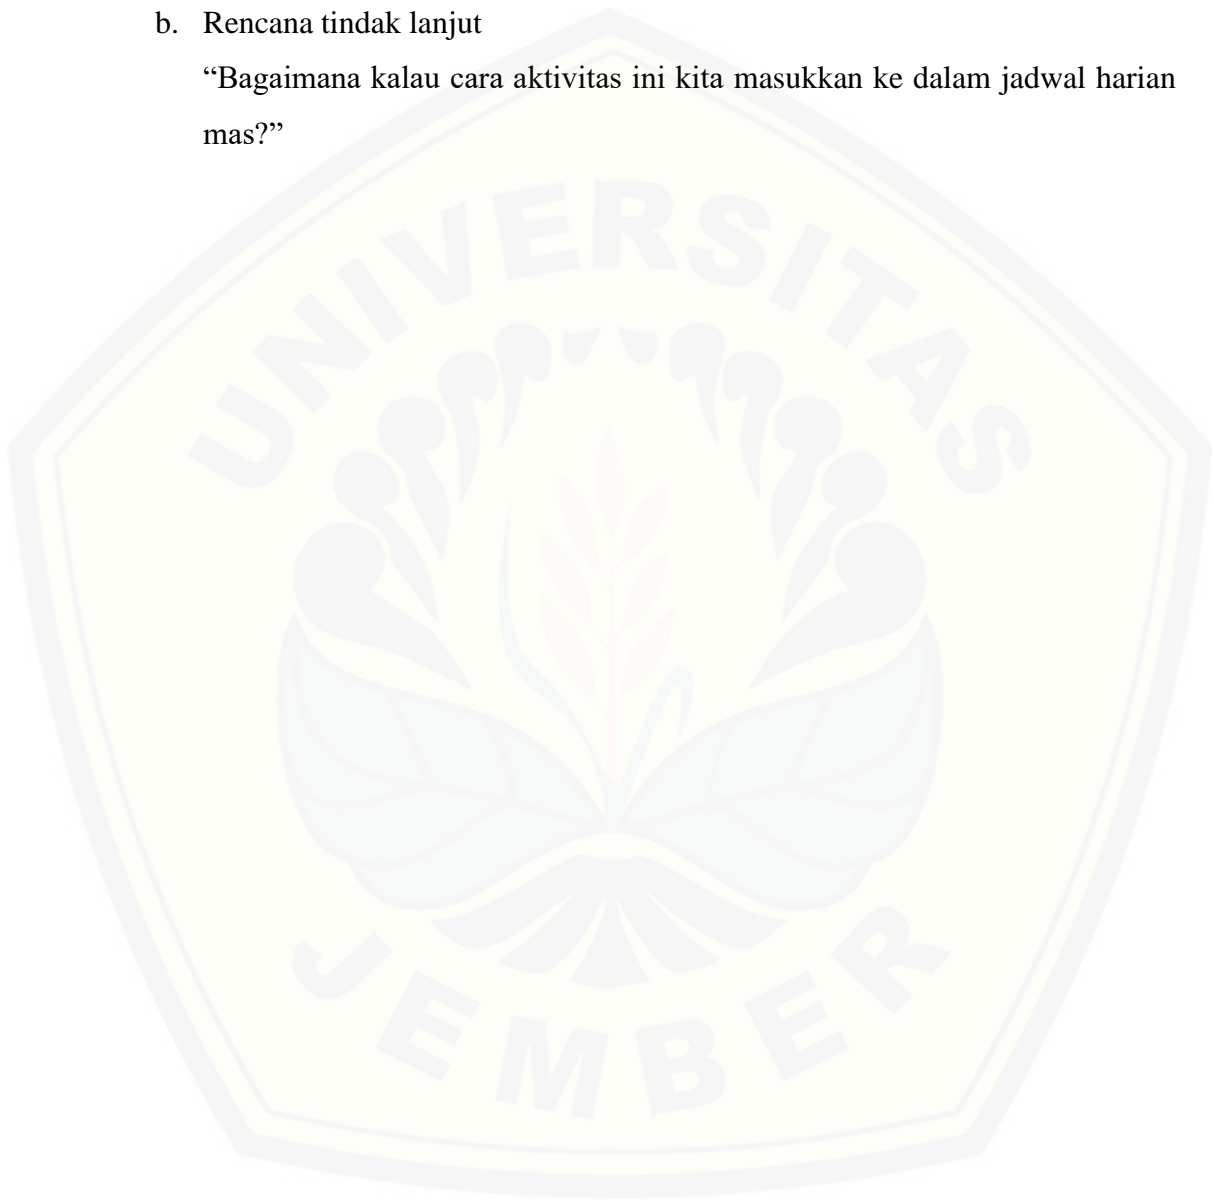 b. Rencana tindak lanjut
“Bagaimana kalau cara aktivitas ini kita masukkan ke dalam jadwal harian
mas?”
UNIVERSITAS
JEMBER